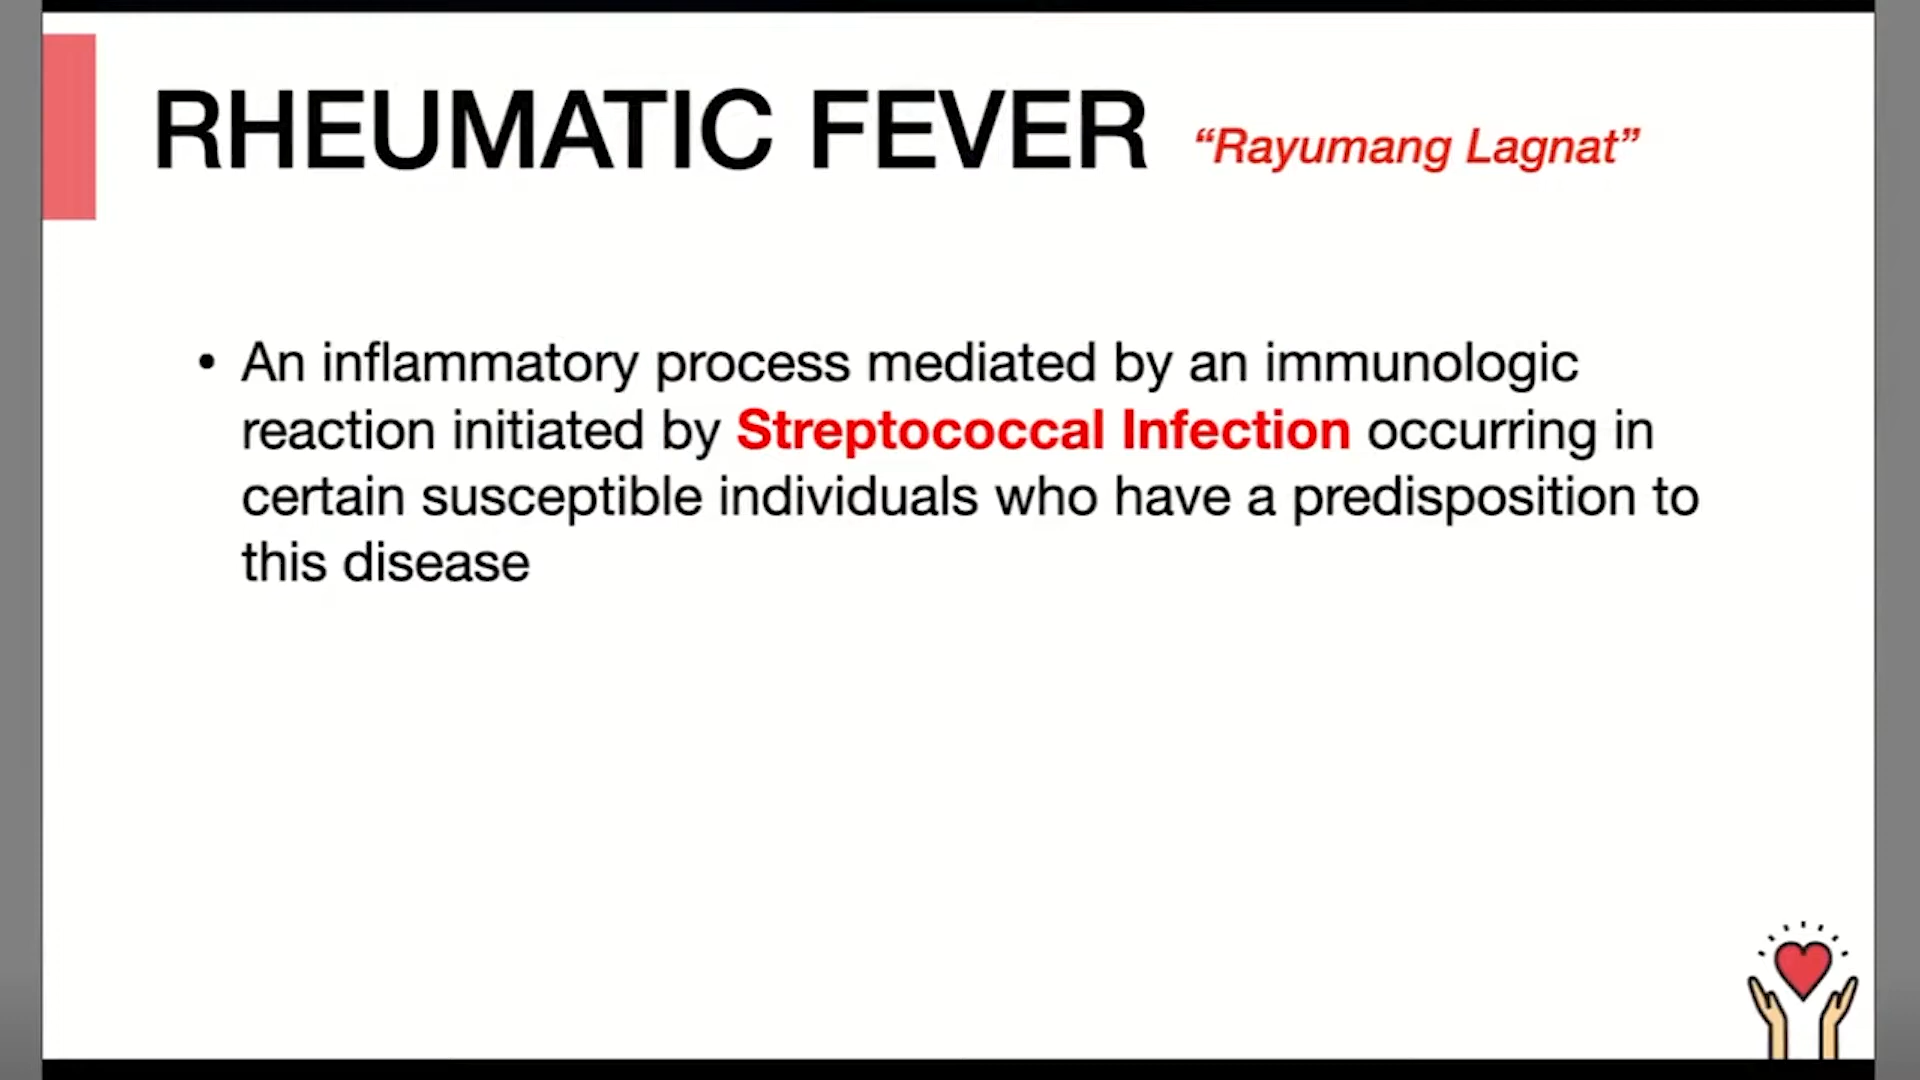 RHEUMATIC FEVER “Rayumang Lagnat”
• An inflammatory process mediated by an immunologic
reaction initiated by Streptococcal Infection occurring in
certain susceptible individuals who have a predisposition to
this disease